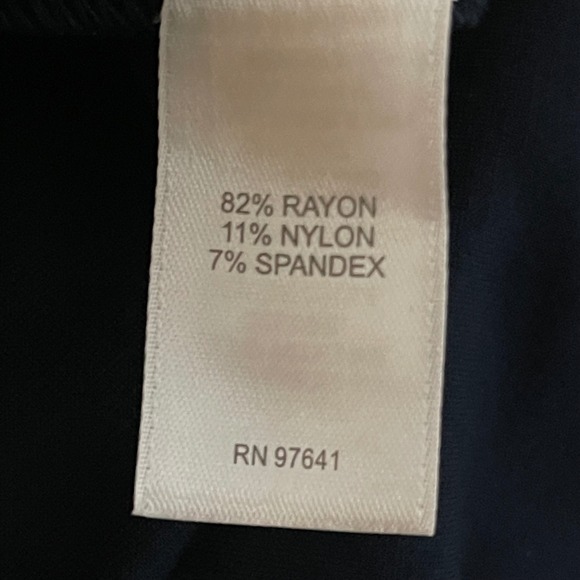 82% RAYON
11% NYLON
7% SPANDEX
RN 97641